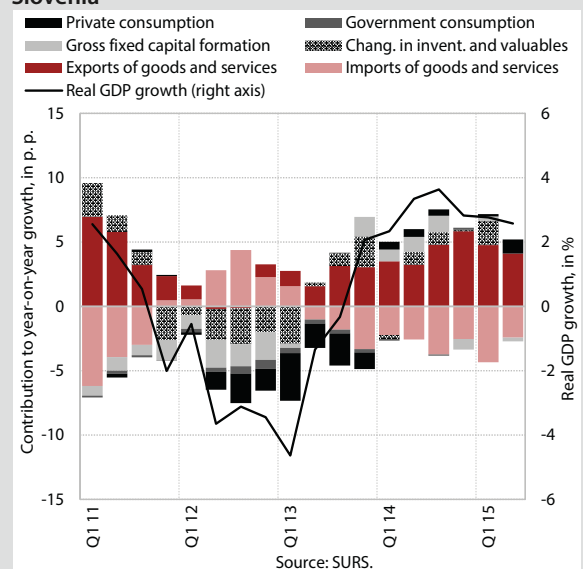 Slovenia
Private consumption
Government consumption
Gross fixed capital formation
Chang. in invent. and valuables
Exports of goods and services
Imports of goods and services
Real GDP growth (right axis)
Contribution to year-on-year growth, in p. p.
15
10
5
0
-5
-10
-15
6
4
2
0
-2
-4
-6
Real GDP growth, in %
Q1 11
Q1 12
Q1 13
Q1 14
Q1 15
Source: SURS.